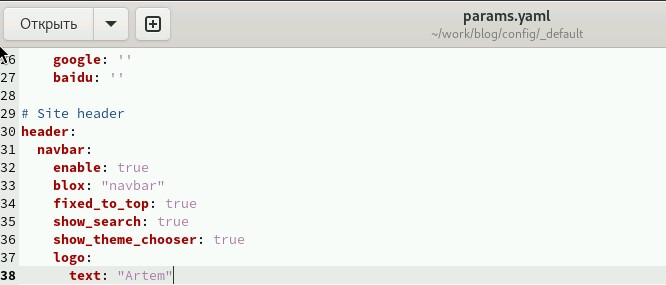 Открыть
params.yaml
~/work/blog/config/_default
26 google: ''
27 baidu: ''
28
29 # Site header
30 header:
31 navbar:
32 enable: true
33 blox: "navbar"
34 fixed_to_top: true
35 show_search: true
36 show_theme_chooser: true
37 logo:
38 text: "Artem"